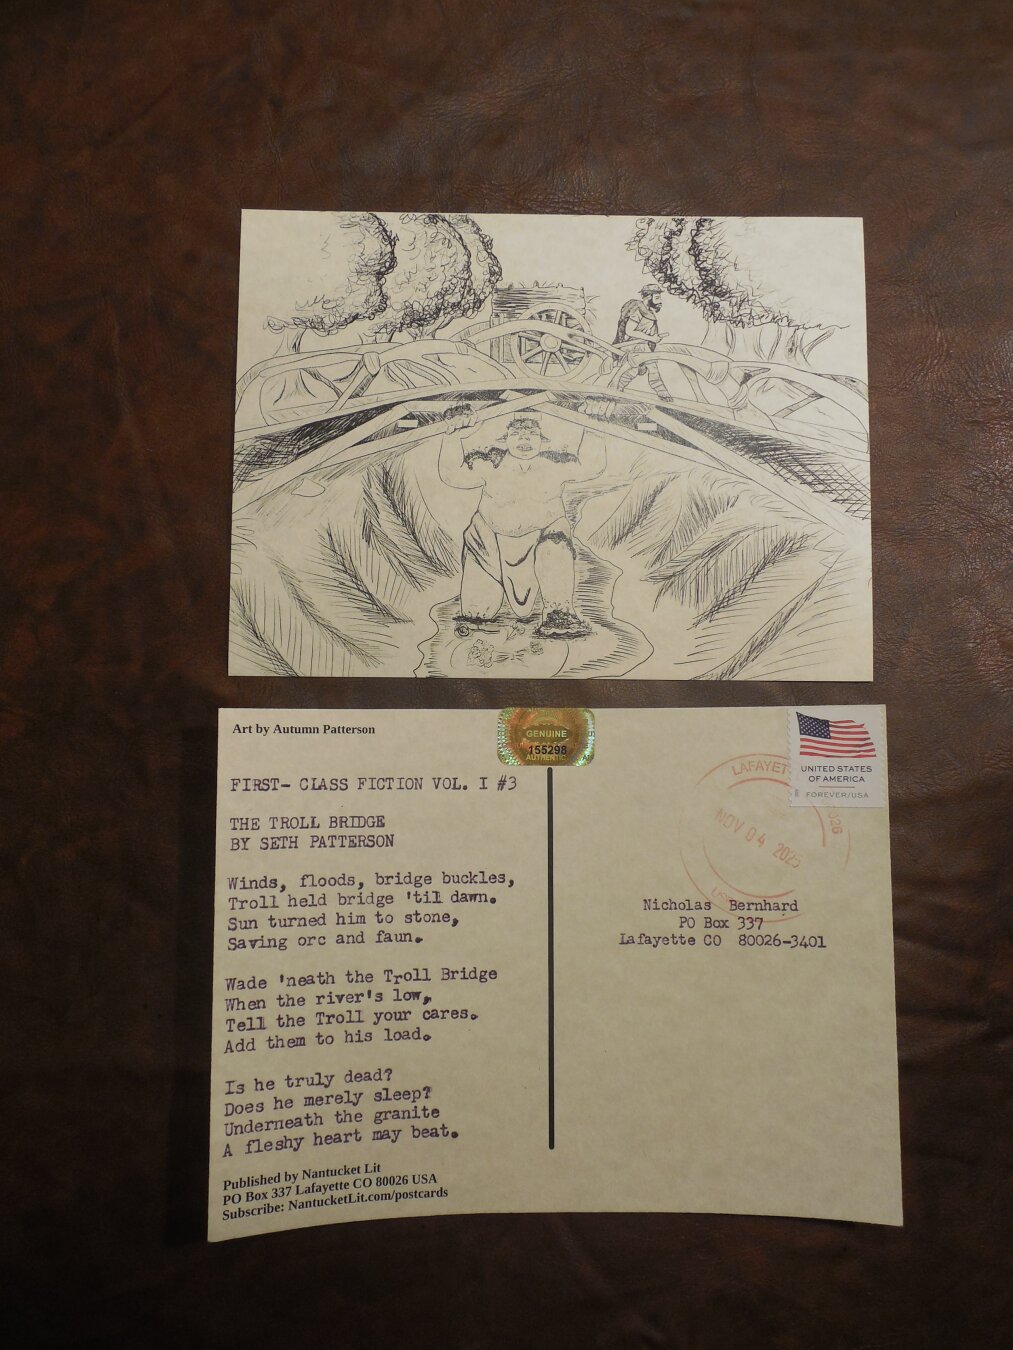 Art by Autumn Patterson
GENUINE
155298
AUTHENTIC
FIRST- CLASS FICTION VOL. I #3
THE TROLL BRIDGE
BY SETH PATTERSON
Winds, floods, bridge buckles,
Troll held bridge 'til dawn.
Sun turned him to stone,
Saving orc and faun.
Wade 'neath the Troll Bridge
When the river's low,
Tell the Troll your cares.
Add them to his load.
Is he truly dead?
Does he merely sleep?
Underneath the granite
A fleshy heart may beat.
Published by Nantucket Lit
PO Box 337 Lafayette CO 80026 USA
Subscribe: NantucketLit.com/postcards
UNITED STATES
OF AMERICA
FOREVER/USA
NOV 04 2025
Nicholas Bernhard
PO Box 337
Lafayette CO 80026-3401